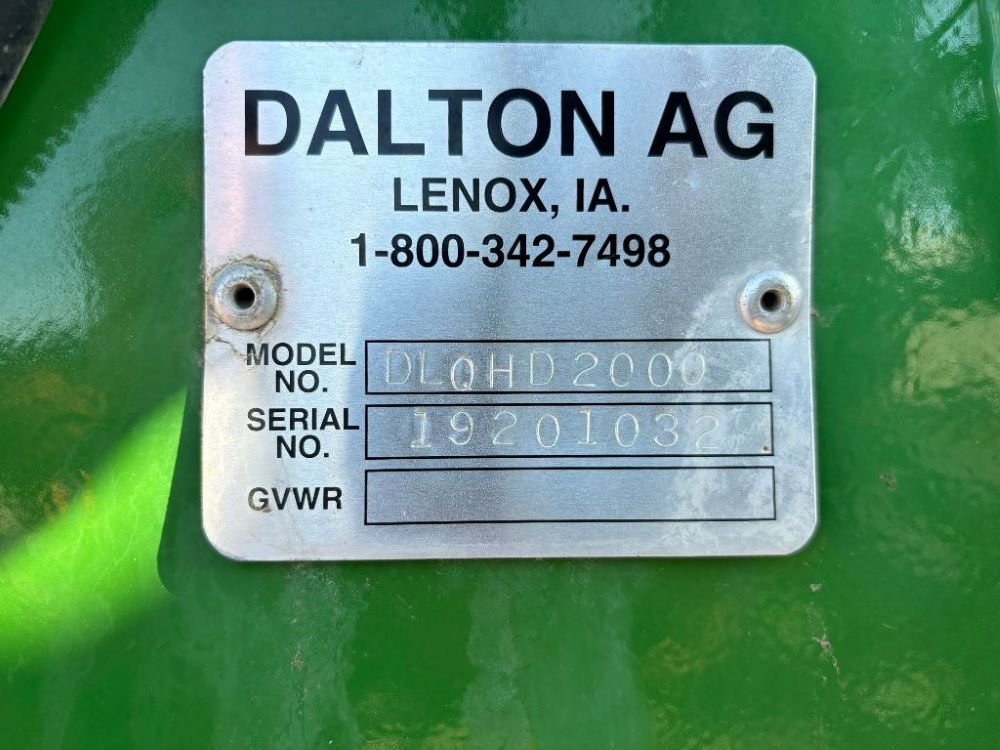 DALTON AG
LENOX, IA.
1-800-342-7498
MODEL NO. DLQHD2000
SERIAL NO. 19201032
GVWR